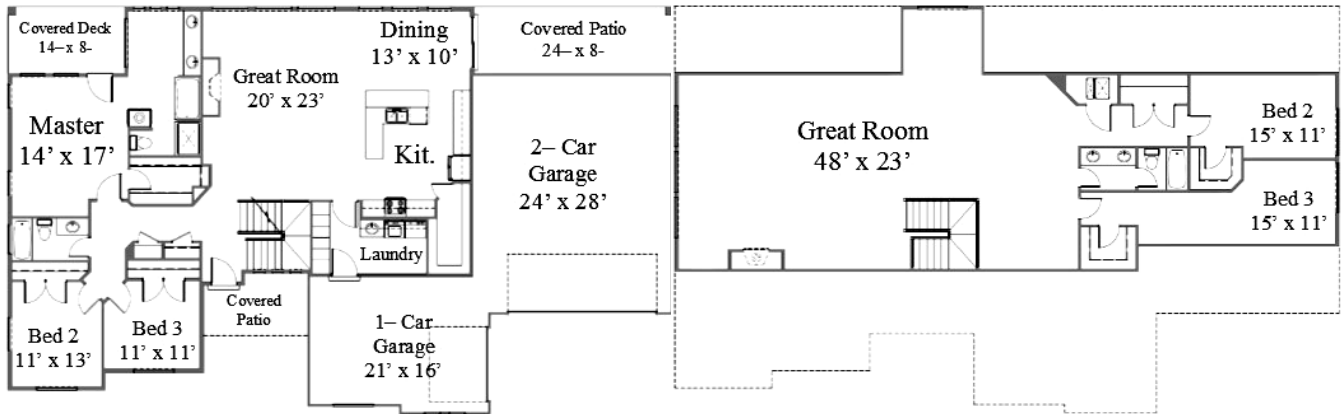 Covered Deck
14– x 8-
Dining
13’ x 10’
Covered Patio
24– x 8-
Great Room
20’ x 23’
Master
14’ x 17’
Kit.
2– Car
Garage
24’ x 28’
Laundry
Covered
Patio
Bed 2
11’ x 13’
Bed 3
11’ x 11’
1– Car
Garage
21’ x 16’
Great Room
48’ x 23’
Bed 2
15’ x 11’
Bed 3
15’ x 11’